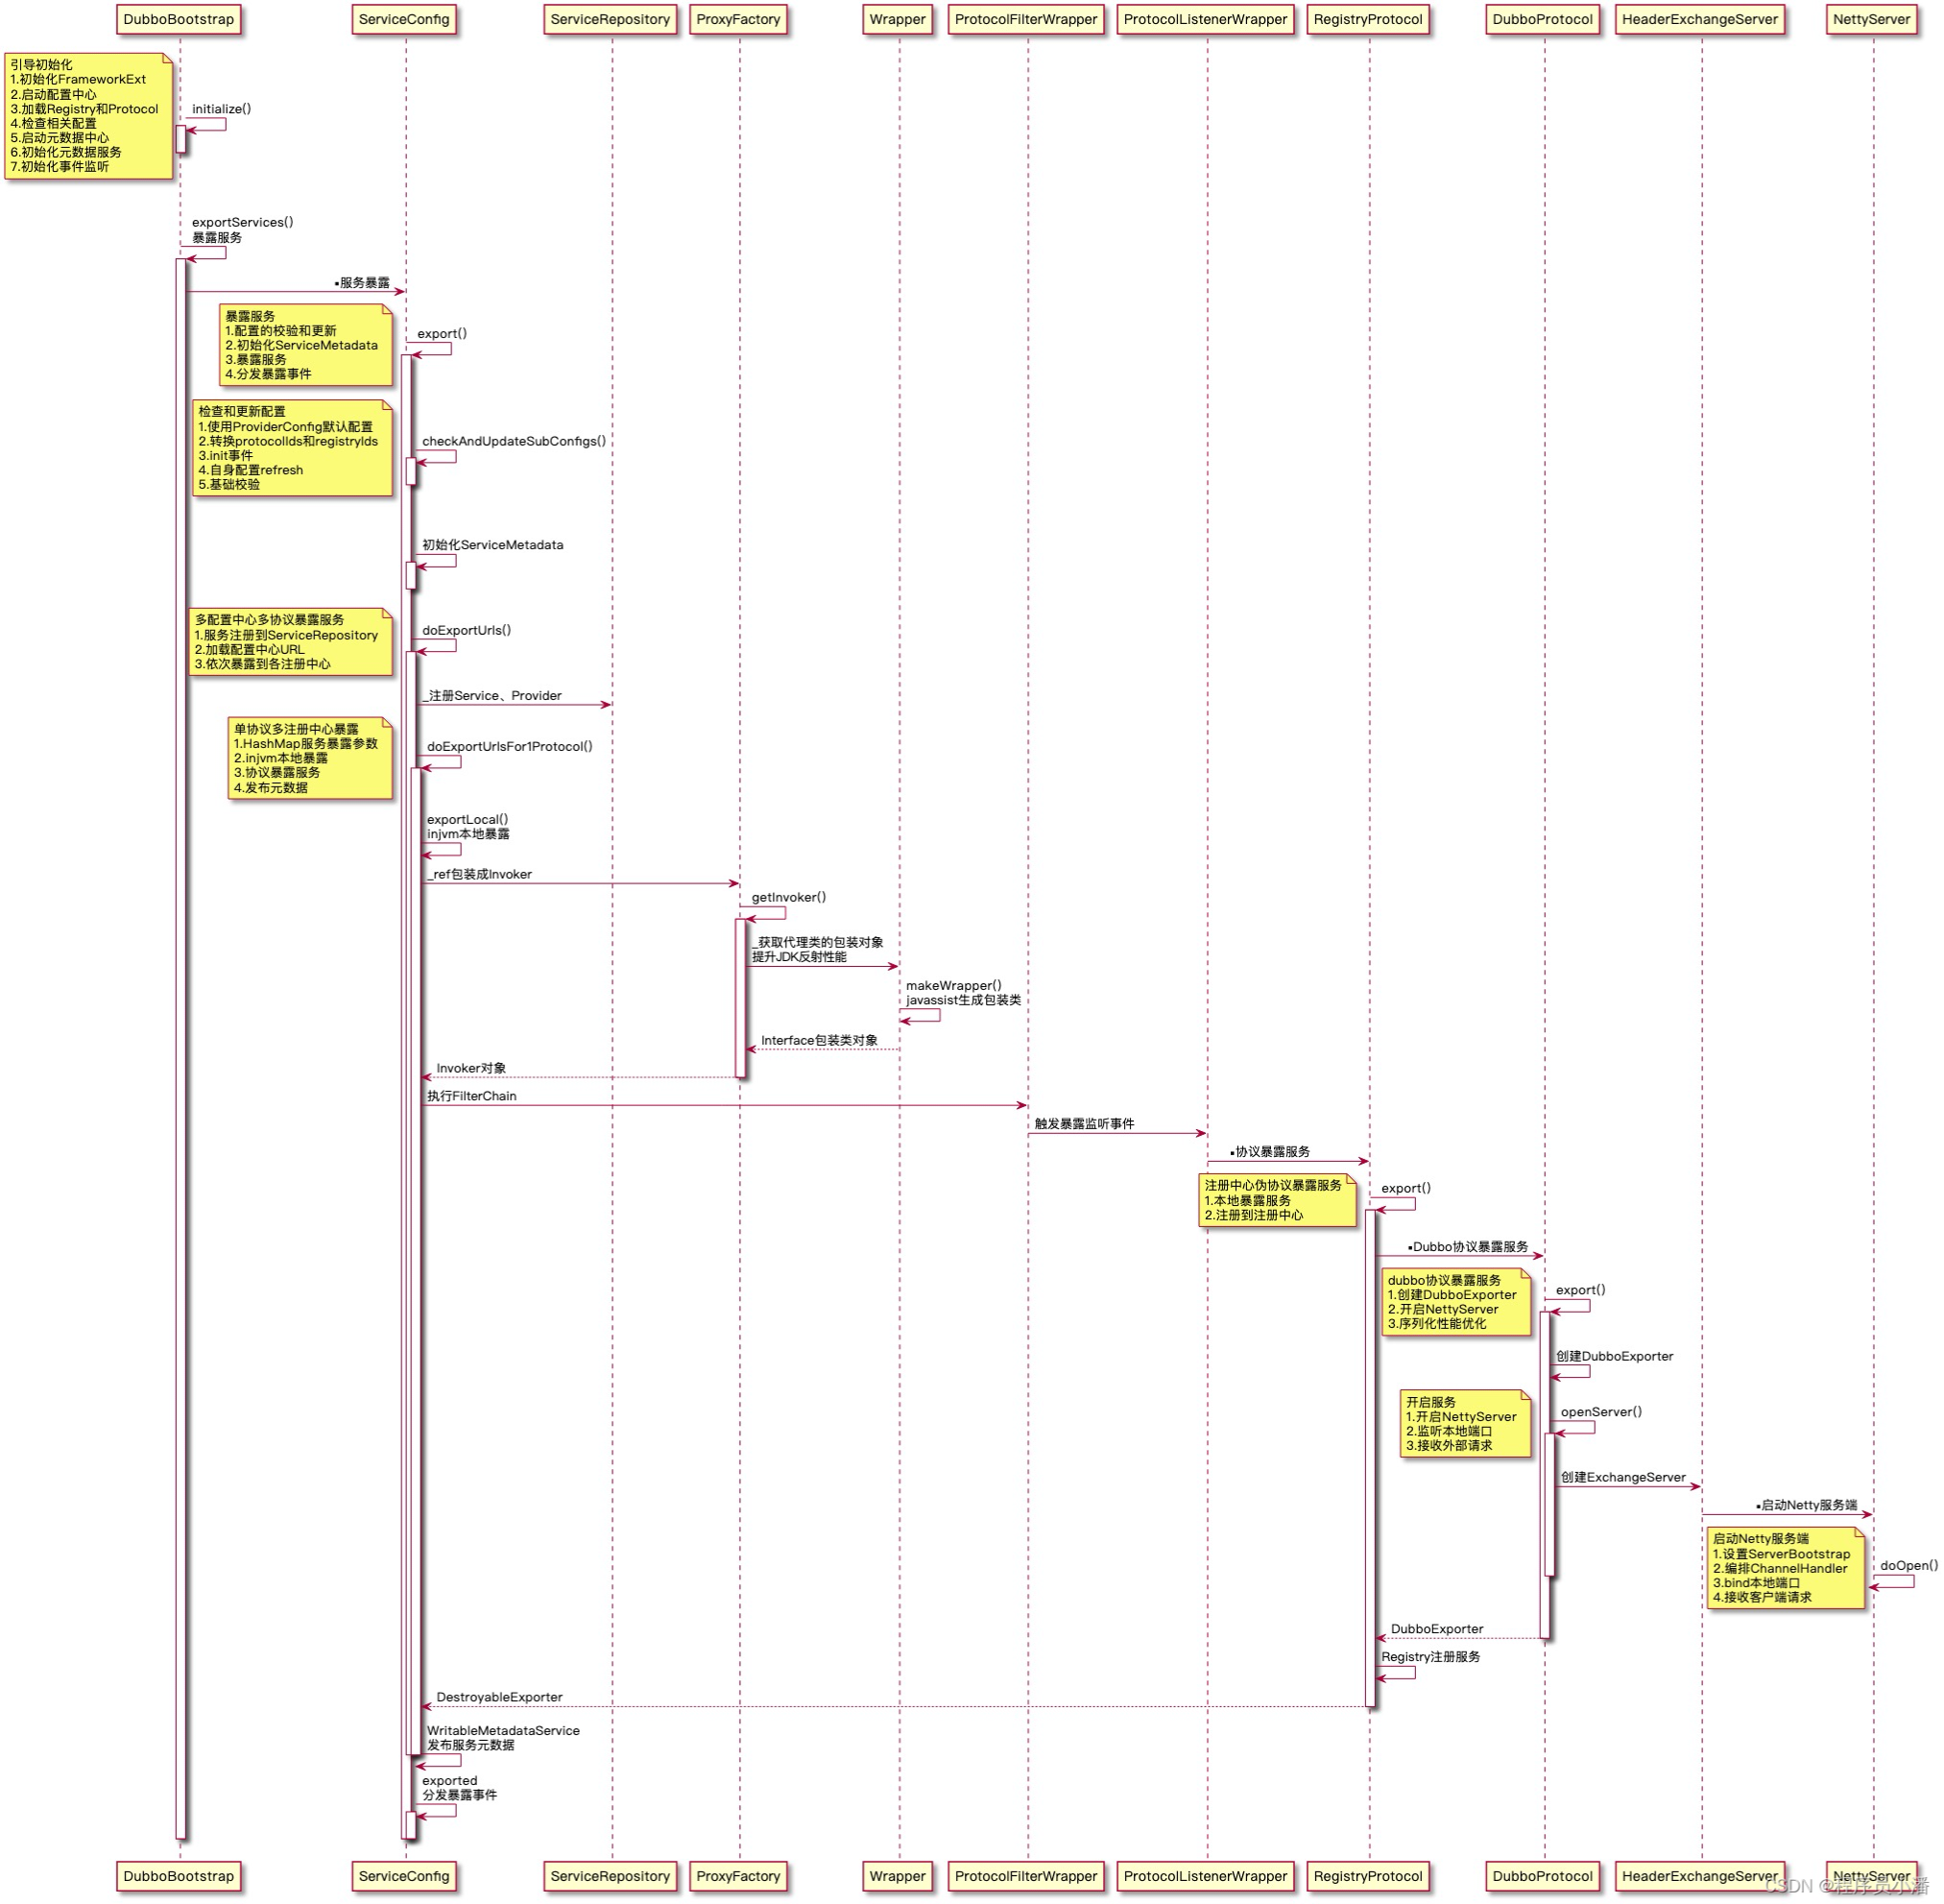 DubboBootstrap
ServiceConfig
ServiceRepository
ProxyFactory
Wrapper
ProtocolFilterWrapper
ProtocolListenerWrapper
RegistryProtocol
DubboProtocol
HeaderExchangeServer
NettyServer
引导初始化
1.初始化FrameworkExt
2.启动配置中心
3.加载Registry和Protocol
4.检查相关配置
5.启动元数据中心
6.初始化元数据服务
7.初始化事件监听
initialize()
exportServices()
暴露服务
▪服务暴露
暴露服务
1.配置的校验和更新
2.初始化ServiceMetadata
3.暴露服务
4.分发暴露事件
export()
检查和更新配置
1.使用ProviderConfig默认配置
2.转换protocolIds和registryIds
3.init事件
4.自身配置refresh
5.基础校验
checkAndUpdateSubConfigs()
初始化ServiceMetadata
多配置中心多协议暴露服务
1.服务注册到ServiceRepository
2.加载配置中心URL
3.依次暴露到各注册中心
doExportUrls()
_注册Service、Provider
单协议多注册中心暴露
1.HashMap服务暴露参数
2.injvm本地暴露
3.协议暴露服务
4.发布元数据
doExportUrlsFor1Protocol()
exportLocal()
injvm本地暴露
_ref包装成Invoker
getInvoker()
_获取代理类的包装对象
提升JDK反射性能
makeWrapper()
javassist生成包装类
Interface包装类对象
Invoker对象
执行FilterChain
触发暴露监听事件
▪协议暴露服务
注册中心伪协议暴露服务
1.本地暴露服务
2.注册到注册中心
export()
▪Dubbo协议暴露服务
dubbo协议暴露服务
1.创建DubboExporter
2.开启NettyServer
3.序列化性能优化
export()
创建DubboExporter
开启服务
1.开启NettyServer
2.监听本地端口
3.接收外部请求
openServer()
创建ExchangeServer
▪启动Netty服务端
启动Netty服务端
1.设置ServerBootstrap
2.编排ChannelHandler
3.bind本地端口
4.接收客户端请求
doOpen()
DubboExporter
Registry注册服务
DestroyableExporter
WritableMetadataService
发布服务元数据
exported
分发暴露事件
DubboBootstrap
ServiceConfig
ServiceRepository
ProxyFactory
Wrapper
ProtocolFilterWrapper
ProtocolListenerWrapper
RegistryProtocol
DubboProtocol
HeaderExchangeServer
NettyServer
CSDN @程序员小潘